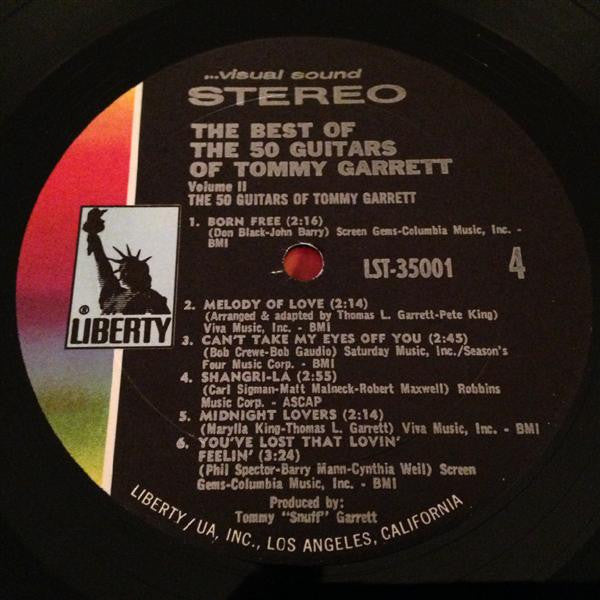 ...visual sound
STEREO
THE BEST OF
THE 50 GUITARS
OF TOMMY GARRETT
Volume II
THE 50 GUITARS OF TOMMY GARRETT
1. BORN FREE (2:16)
(Don Black-John Barry) Screen Gems-Columbia Music, Inc. -
BMI
LST-35001 4
® LIBERTY
2. MELODY OF LOVE (2:14)
(Arranged & adapted by Thomas L. Garrett-Pete King)
Viva Music, Inc. - BMI
3. CAN'T TAKE MY EYES OFF YOU (2:45)
(Bob Crewe-Bob Gaudio) Saturday Music, Inc./Season's
Four Music Corp. - BMI
4. SHANGRI-LA (2:55)
(Carl Sigman-Matt Malneck-Robert Maxwell) Robbins
Music Corp. - ASCAP
5. MIDNIGHT LOVERS (2:14)
(Marylla King-Thomas L. Garrett) Viva Music, Inc. - BMI
6. YOU'VE LOST THAT LOVIN'
FEELIN' (3:24)
(Phil Spector-Barry Mann-Cynthia Weil) Screen
Gems-Columbia Music, Inc. - BMI
Produced by:
Tommy "Snuff" Garrett
LIBERTY/UA, INC., LOS ANGELES, CALIFORNIA